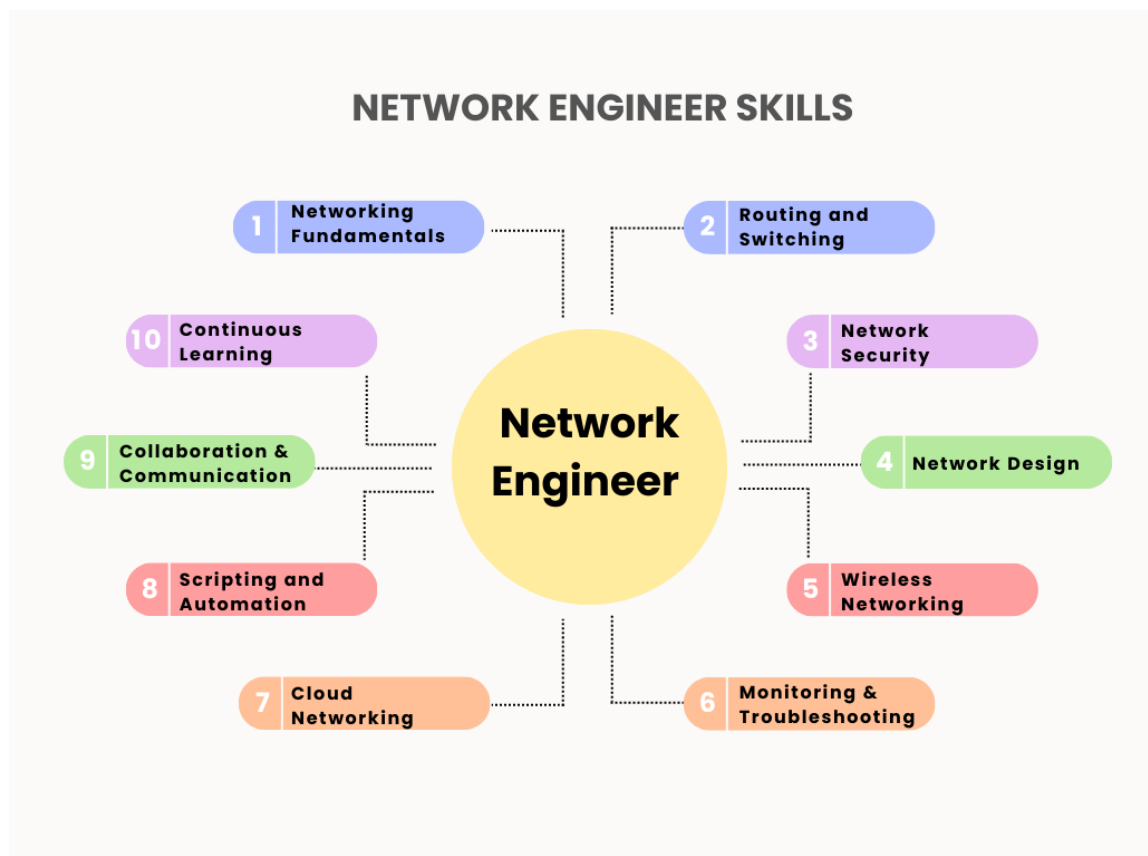 NETWORK ENGINEER SKILLS
1
Networking
Fundamentals
2
Routing and
Switching
10
Continuous
Learning
3
Network
Security
Network
Engineer
9
Collaboration &
Communication
4
Network Design
8
Scripting and
Automation
5
Wireless
Networking
7
Cloud
Networking
6
Monitoring &
Troubleshooting